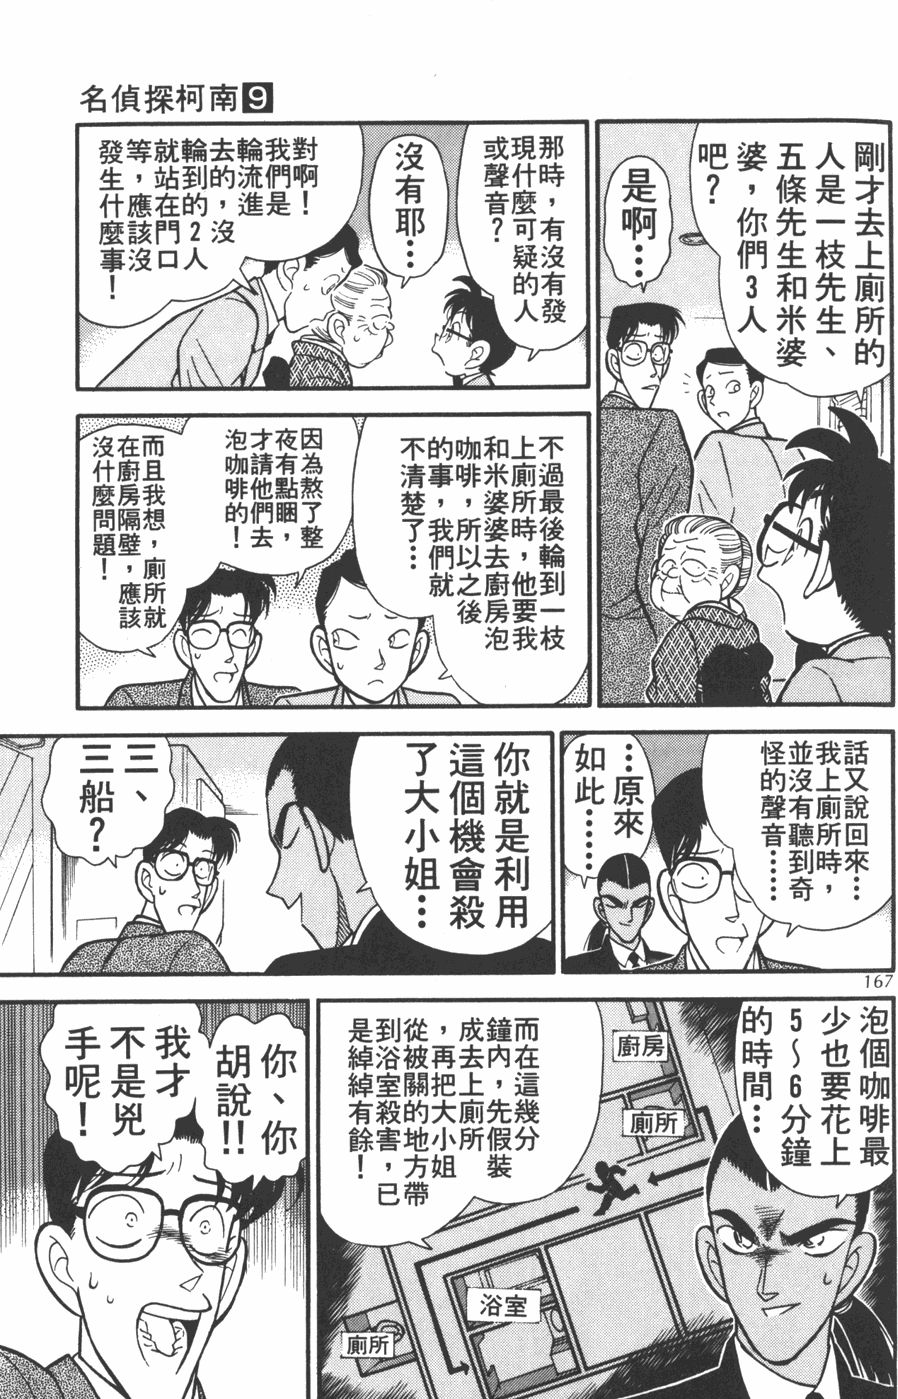 名偵探柯南9
剛才去上廁所的
人是一枝先生、
五條先生和米婆
婆，你們3人
吧？
是啊…
那時，有沒有發
現什麼可疑的人
或聲音？
沒有耶…
對啊！
我們是
輪流進
去的，沒
輪到的2人
就站在門口
等，應該沒
發生什麼事！
不過最後輪到一枝
上廁所時，他要我
和米婆婆去廚房泡
咖啡，所以之後
的事，我們就
不清楚了…
因為熬了整
夜有點睏，
才請他們去
泡咖啡的！
而且我想，廁所就
在廚房隔壁，應該
沒什麼問題！
話又說回來…
我上廁所時，
並沒有聽到奇
怪的聲音……
…原來
如此……
你就是利用
這個機會殺
了大小姐…
三、
三船？
167
泡個咖啡最
少也要花上
5～6分鐘
的時間…
而在這幾分
鐘內，先假裝
成去上廁所
，再把大小姐
從被關的地方帶
到浴室殺害，已
是綽綽有餘！
廚房
廁所
浴室
廁所
你、你
胡說!!
我才
不是兇
手呢！